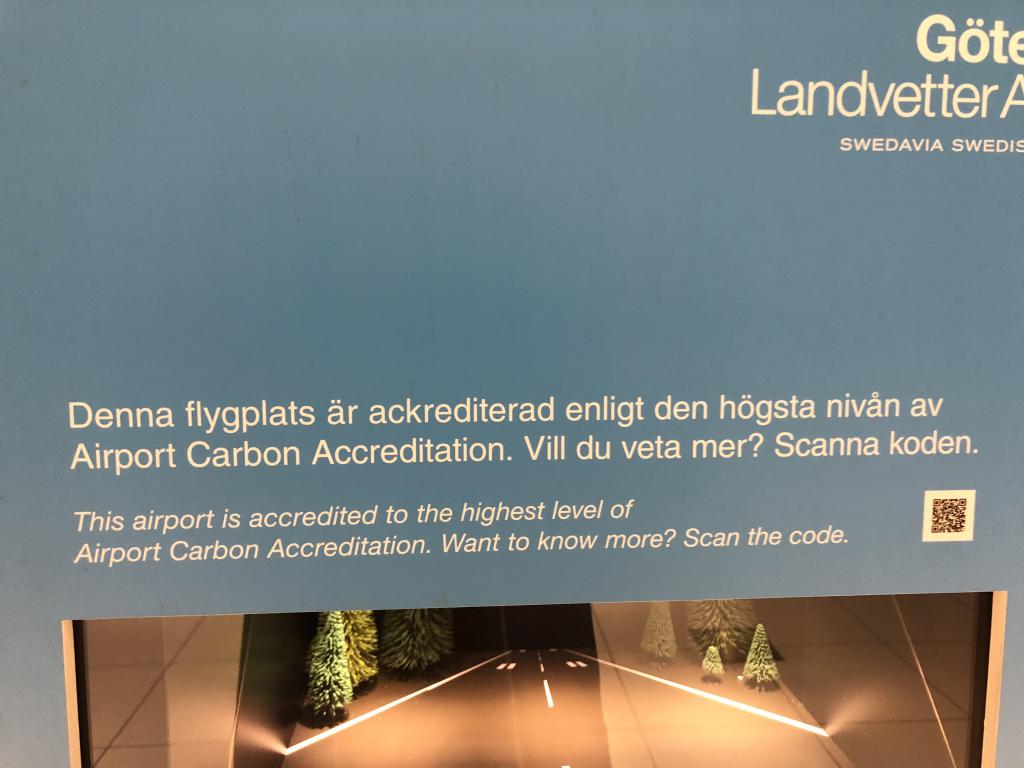 Göte
Landvetter A
SWEDAVIA SWEDIS
Denna flygplats är ackrediterad enligt den högsta nivån av
Airport Carbon Accreditation. Vill du veta mer? Scanna koden.
This airport is accredited to the highest level of
Airport Carbon Accreditation. Want to know more? Scan the code.